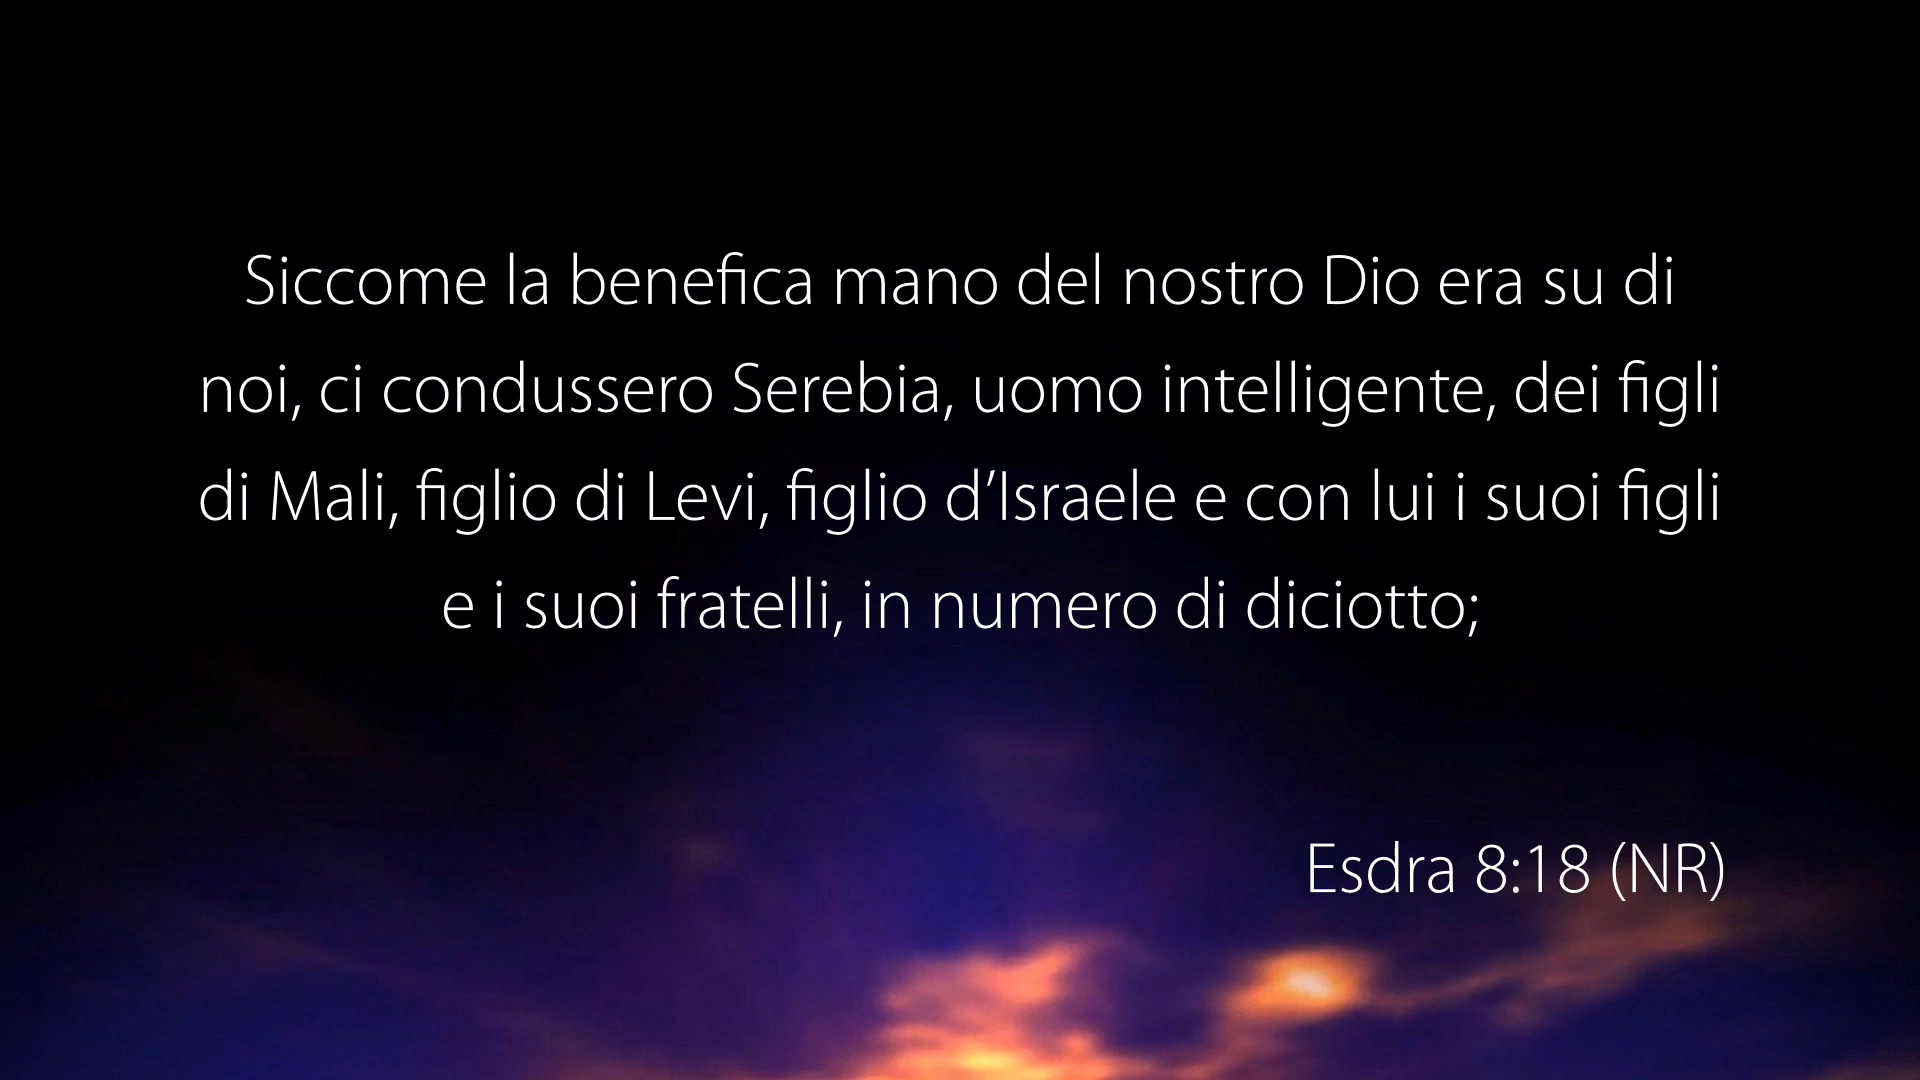 Siccome la benefica mano del nostro Dio era su di
noi, ci condussero Serebia, uomo intelligente, dei figli
di Mali, figlio di Levi, figlio d’Israele e con lui i suoi figli
e i suoi fratelli, in numero di diciotto;
Esdra 8:18 (NR)